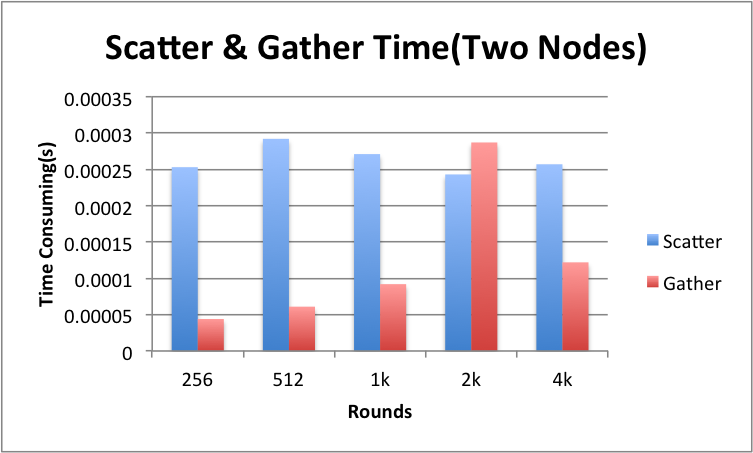 Scatter & Gather Time(Two Nodes)
Time Consuming(s)
0.00035
0.0003
0.00025
0.0002
0.00015
0.0001
0.00005
0
256 512 1k 2k 4k
Rounds
Scatter
Gather